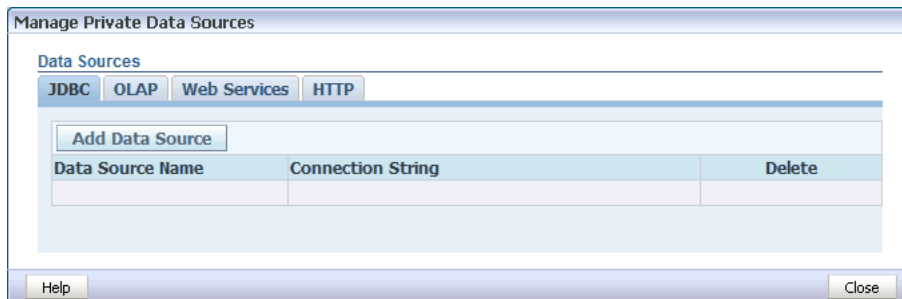 Manage Private Data Sources
Data Sources
JDBC OLAP Web Services HTTP
Add Data Source
Data Source Name Connection String Delete
Help Close